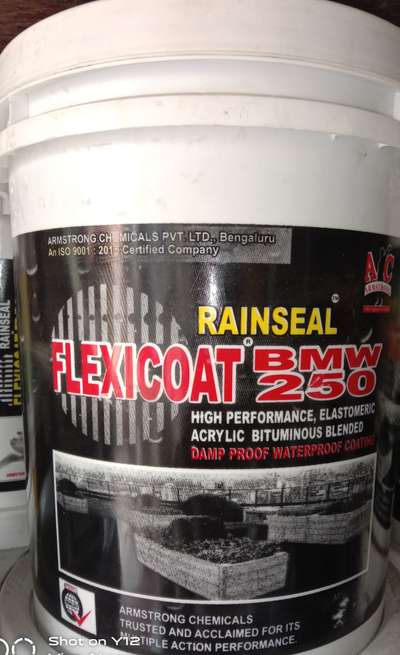 ARMSTRONG CHEMICALS PVT. LTD., Bengaluru
An ISO 9001 : 2015 Certified Company
A C
ARMSTRONG
RAINSEAL™
FLEXICOAT® BMW
250
HIGH PERFORMANCE, ELASTOMERIC
ACRYLIC BITUMINOUS BLENDED
DAMP PROOF WATERPROOF COATING
ARMSTRONG CHEMICALS
TRUSTED AND ACCLAIMED FOR ITS
MULTIPLE ACTION PERFORMANCE.
RAINSEAL
Shot on Y12